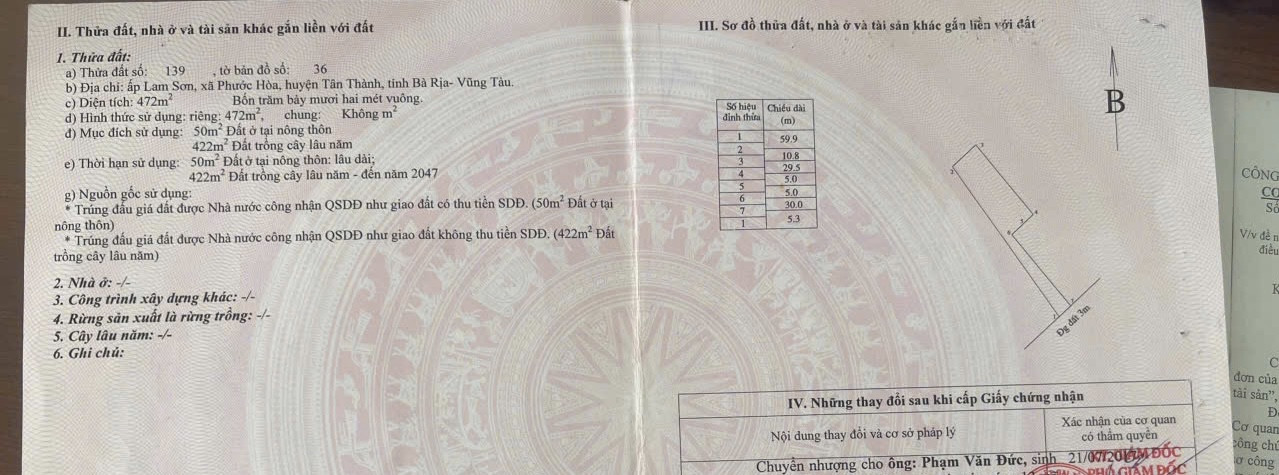 II. Thửa đất, nhà ở và tài sản khác gắn liền với đất
1. Thửa đất:
a) Thửa đất số: 139 , tờ bản đồ số: 36
b) Địa chỉ: ấp Lam Sơn, xã Phước Hòa, huyện Tân Thành, tỉnh Bà Rịa- Vũng Tàu.
c) Diện tích: 472m² Bốn trăm bảy mươi hai mét vuông.
d) Hình thức sử dụng: riêng: 472m², chung: Không m²
đ) Mục đích sử dụng: 50m² Đất ở tại nông thôn
422m² Đất trồng cây lâu năm
e) Thời hạn sử dụng: 50m² Đất ở tại nông thôn: lâu dài;
422m² Đất trồng cây lâu năm - đến năm 2047
g) Nguồn gốc sử dụng:
* Trúng đấu giá đất được Nhà nước công nhận QSDĐ như giao đất có thu tiền SDĐ. (50m² Đất ở tại
nông thôn)
* Trúng đấu giá đất được Nhà nước công nhận QSDĐ như giao đất không thu tiền SDĐ. (422m² Đất
trồng cây lâu năm)
2. Nhà ở: -/-
3. Công trình xây dựng khác: -/-
4. Rừng sản xuất là rừng trồng: -/-
5. Cây lâu năm: -/-
6. Ghi chú:
III. Sơ đồ thửa đất, nhà ở và tài sản khác gắn liền với đất
Số hiệu đỉnh thửa Chiều dài (m)
1
59.9
2
10.8
3
29.5
4
5.0
5
5.0
6
30.0
7
5.3
1
B
Đg đất 3m
IV. Những thay đổi sau khi cấp Giấy chứng nhận
Nội dung thay đổi và cơ sở pháp lý
Xác nhận của cơ quan
có thẩm quyền
Chuyển nhượng cho ông: Phạm Văn Đức, sinh 21/07/201
KT. GIÁM ĐỐC
PHÓ GIÁM ĐỐC
CÔNG
CO
Số
V/v đề n
điều
K
C
đơn của
tài sản",
Đ
Cơ quan
công chú
cơ công